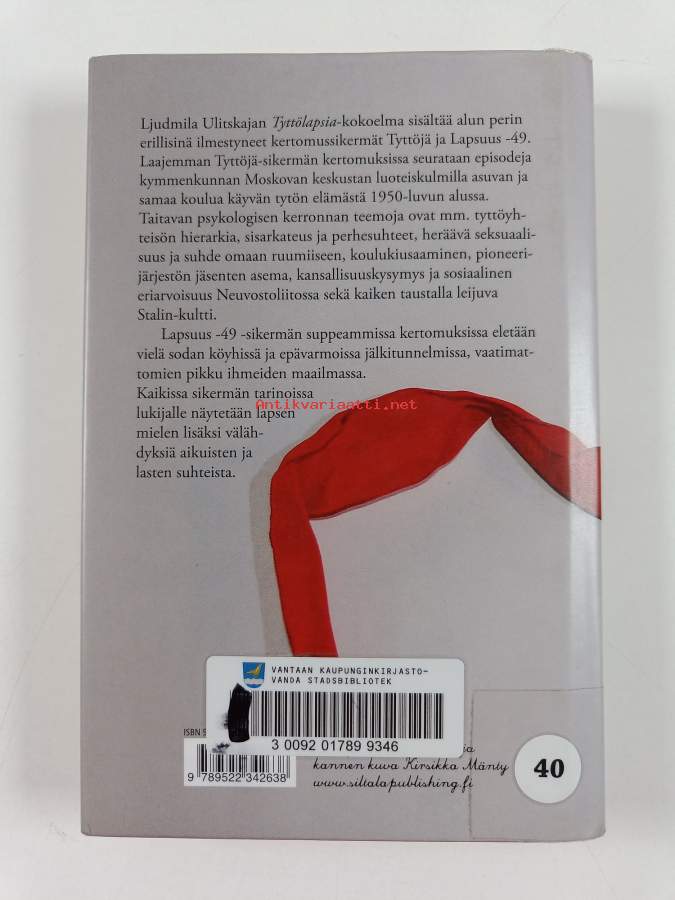 Ljudmila Ulitskajan Tyttölapsia-kokoelma sisältää alun perin
erillisinä ilmestyneet kertomussikermät Tyttöjä ja Lapsuus -49.
Laajemman Tyttöjä-sikermän kertomuksissa seurataan episodeja
kymmenkunnan Moskovan keskustan luoteiskulmilla asuvan ja
samaa koulua käyvän tytön elämästä 1950-luvun alussa.
Taitavan psykologisen kerronnan teemoja ovat mm. tyttöyh-
teisön hierarkia, sisarkateus ja perhesuhteet, heräävä seksuaali-
suus ja suhde omaan ruumiiseen, koulukiusaaminen, pioneeri-
järjestön jäsenten asema, kansallisuuskysymys ja sosiaalinen
eriarvoisuus Neuvostoliitossa sekä kaiken taustalla leijuva
Stalin-kultti.
Lapsuus -49 -sikermän suppeammissa kertomuksissa eletään
vielä sodan köyhissä ja epävarmoissa jälkitunnelmissa, vaatimat-
tomien pikku ihmeiden maailmassa.
Kaikissa sikermän tarinoissa
lukijalle näytetään lapsen
mielen lisäksi väläh-
dyksiä aikuisten ja
lasten suhteista.
Antikvariaatti.net
VANTAAN KAUPUNGINKIRJASTO-
VANDA STADSBIBLIOTEK
3 0092 01789 9346
ISBN 9
9 789522 342638
kannen kuva Kirsikka Mänty
www.siltalapublishing.fi
40